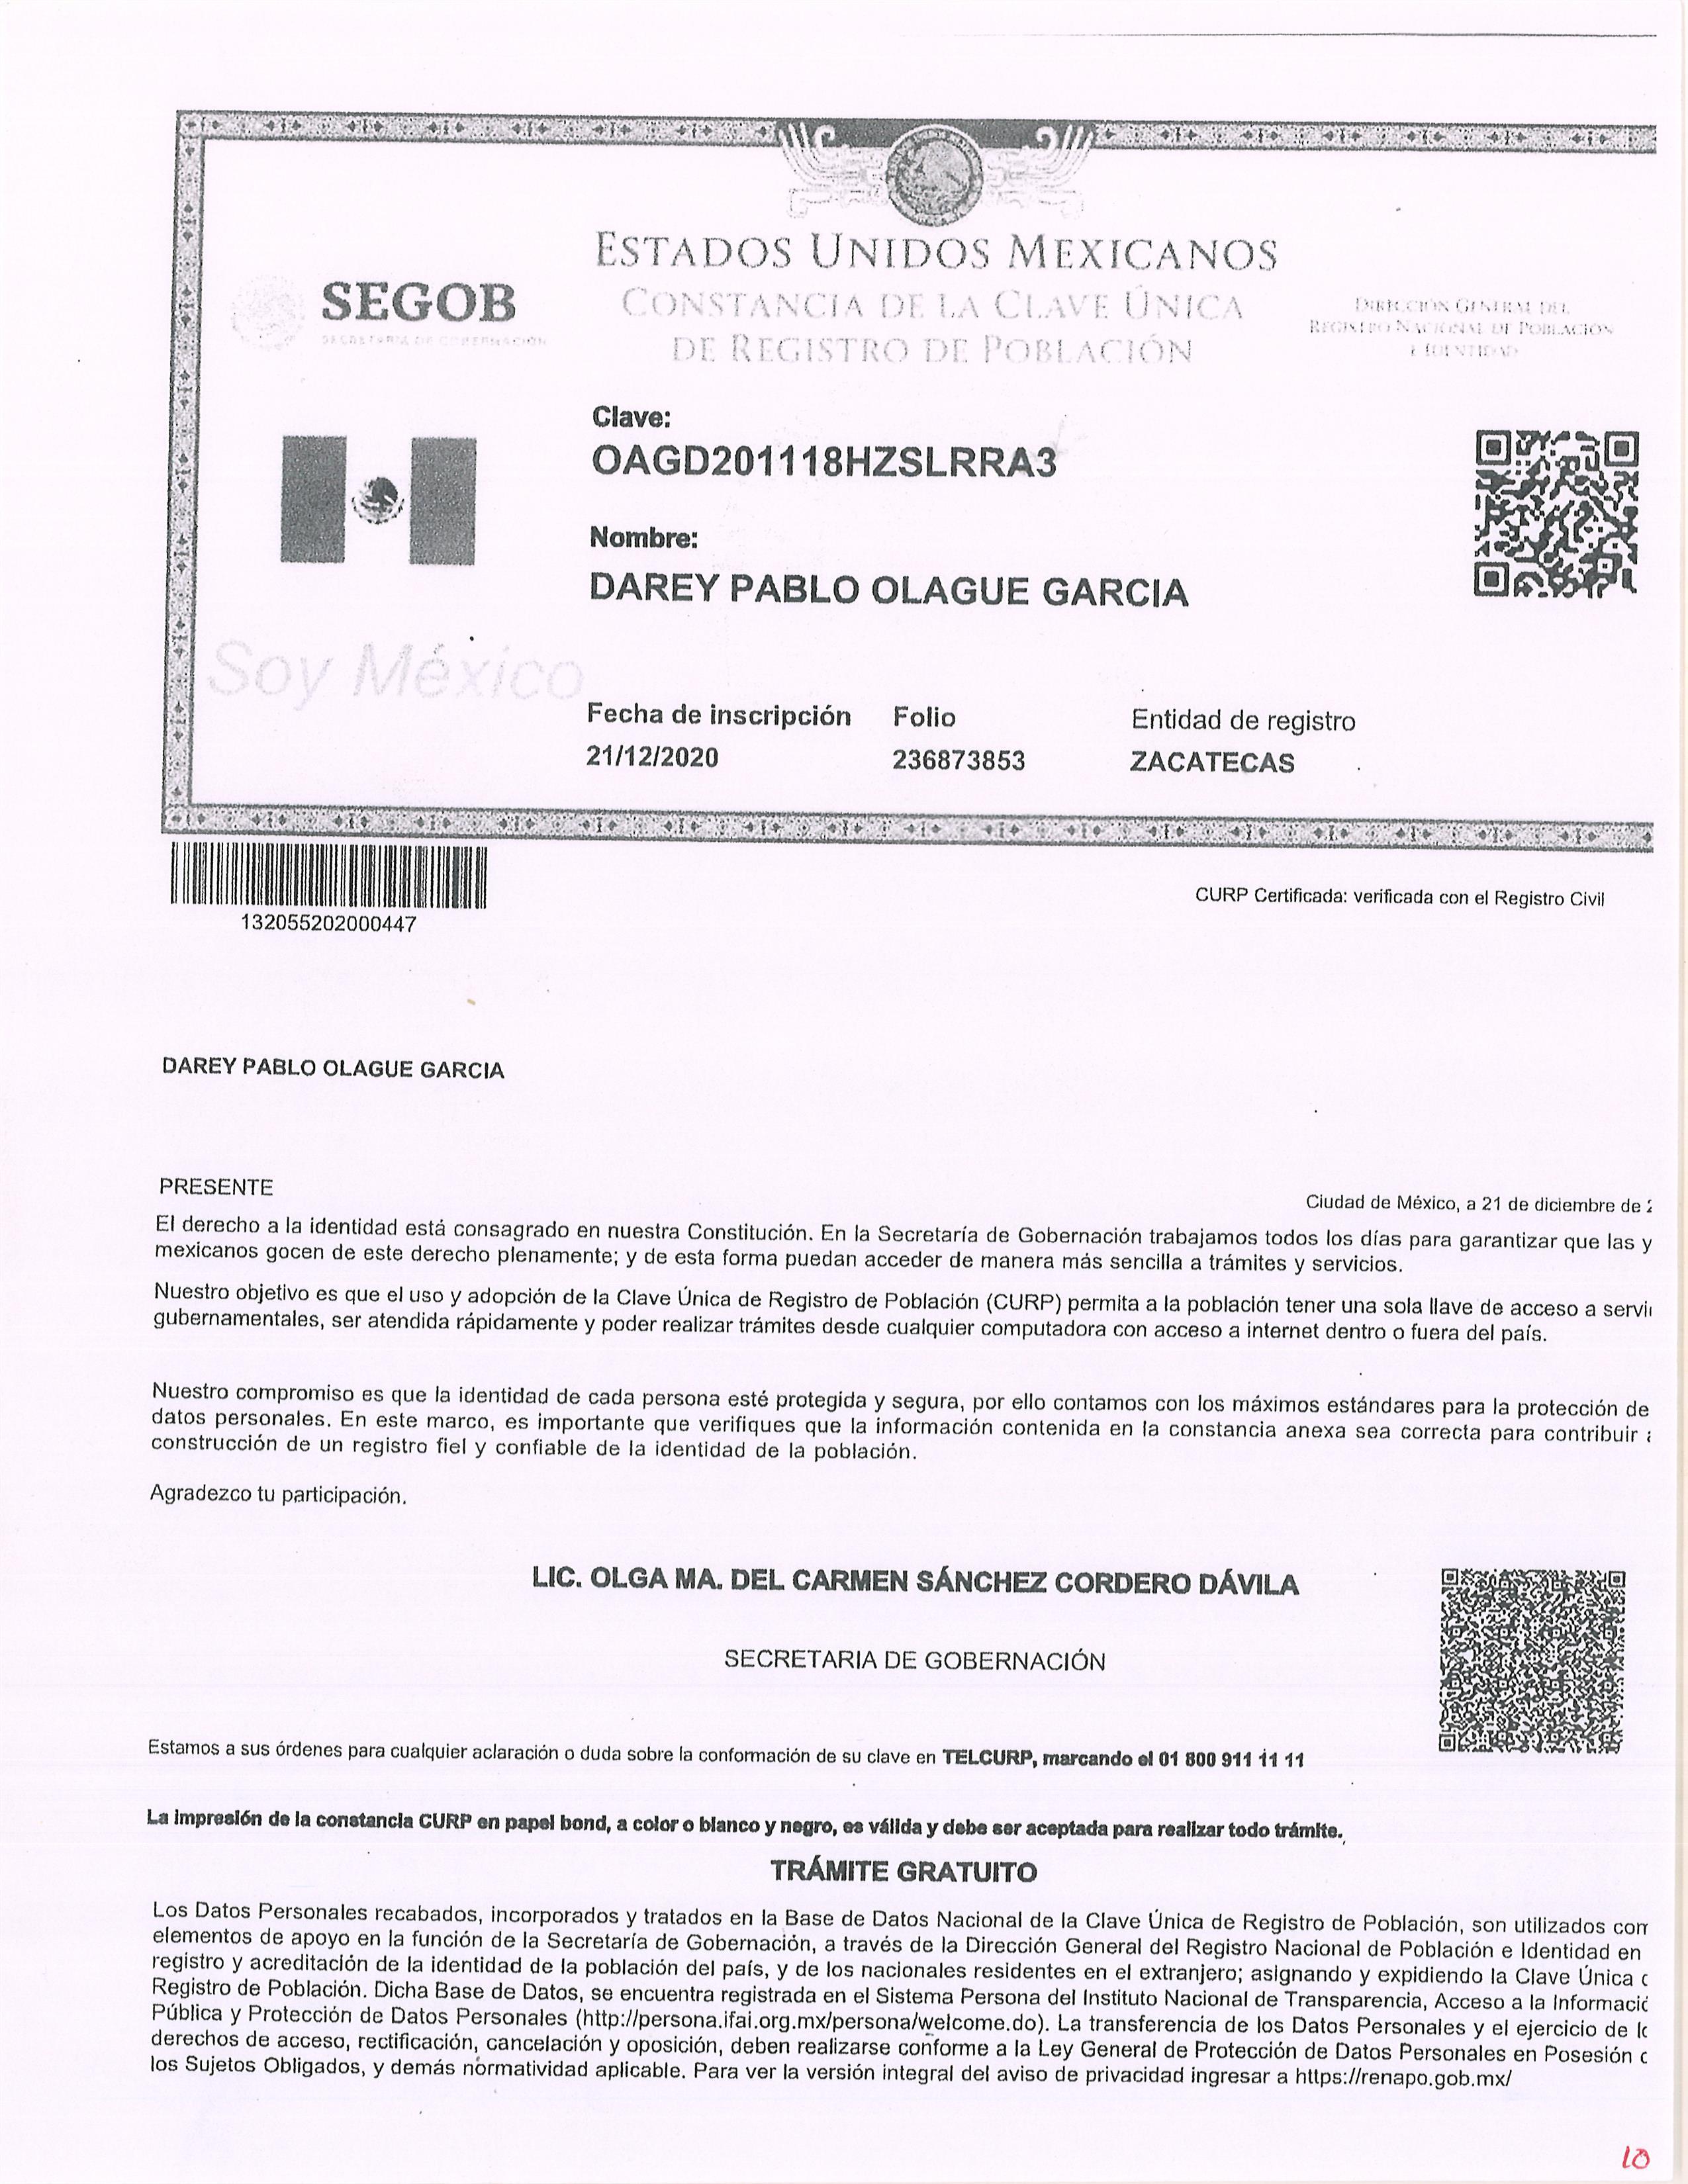 ESTADOS UNIDOS MEXICANOS
CONSTANCIA DE LA CLAVE ÚNICA
DE REGISTRO DE POBLACIÓN
SEGOB
SECRETARÍA DE GOBERNACIÓN
DIRECCIÓN GENERAL DEL
REGISTRO NACIONAL DE POBLACIÓN
E IDENTIDAD
Clave:
OAGD201118HZSLRRA3
Nombre:
DAREY PABLO OLAGUE GARCIA
Soy México
Fecha de inscripción Folio Entidad de registro
21/12/2020 236873853 ZACATECAS
132055202000447
CURP Certificada: verificada con el Registro Civil
DAREY PABLO OLAGUE GARCIA
PRESENTE
Ciudad de México, a 21 de diciembre de
El derecho a la identidad está consagrado en nuestra Constitución. En la Secretaría de Gobernación trabajamos todos los días para garantizar que las y
mexicanos gocen de este derecho plenamente; y de esta forma puedan acceder de manera más sencilla a trámites y servicios.
Nuestro objetivo es que el uso y adopción de la Clave Única de Registro de Población (CURP) permita a la población tener una sola llave de acceso a servi
gubernamentales, ser atendida rápidamente y poder realizar trámites desde cualquier computadora con acceso a internet dentro o fuera del país.
Nuestro compromiso es que la identidad de cada persona esté protegida y segura, por ello contamos con los máximos estándares para la protección de
datos personales. En este marco, es importante que verifiques que la información contenida en la constancia anexa sea correcta para contribuir
construcción de un registro fiel y confiable de la identidad de la población.
Agradezco tu participación.
LIC. OLGA MA. DEL CARMEN SÁNCHEZ CORDERO DÁVILA
SECRETARIA DE GOBERNACIÓN
Estamos a sus órdenes para cualquier aclaración o duda sobre la conformación de su clave en TELCURP, marcando el 01 800 911 11 11
La impresión de la constancia CURP en papel bond, a color o blanco y negro, es válida y debe ser aceptada para realizar todo trámite.
TRÁMITE GRATUITO
Los Datos Personales recabados, incorporados y tratados en la Base de Datos Nacional de la Clave Única de Registro de Población, son utilizados com
elementos de apoyo en la función de la Secretaría de Gobernación, a través de la Dirección General del Registro Nacional de Población e Identidad en
registro y acreditación de la identidad de la población del país, y de los nacionales residentes en el extranjero; asignando y expidiendo la Clave Única
Registro de Población. Dicha Base de Datos, se encuentra registrada en el Sistema Persona del Instituto Nacional de Transparencia, Acceso a la Informació
Pública y Protección de Datos Personales (http://persona.ifai.org.mx/persona/welcome.do). La transferencia de los Datos Personales y el ejercicio de lo
derechos de acceso, rectificación, cancelación y oposición, deben realizarse conforme a la Ley General de Protección de Datos Personales en Posesión
los Sujetos Obligados, y demás normatividad aplicable. Para ver la versión integral del aviso de privacidad ingresar a https://renapo.gob.mx/
10